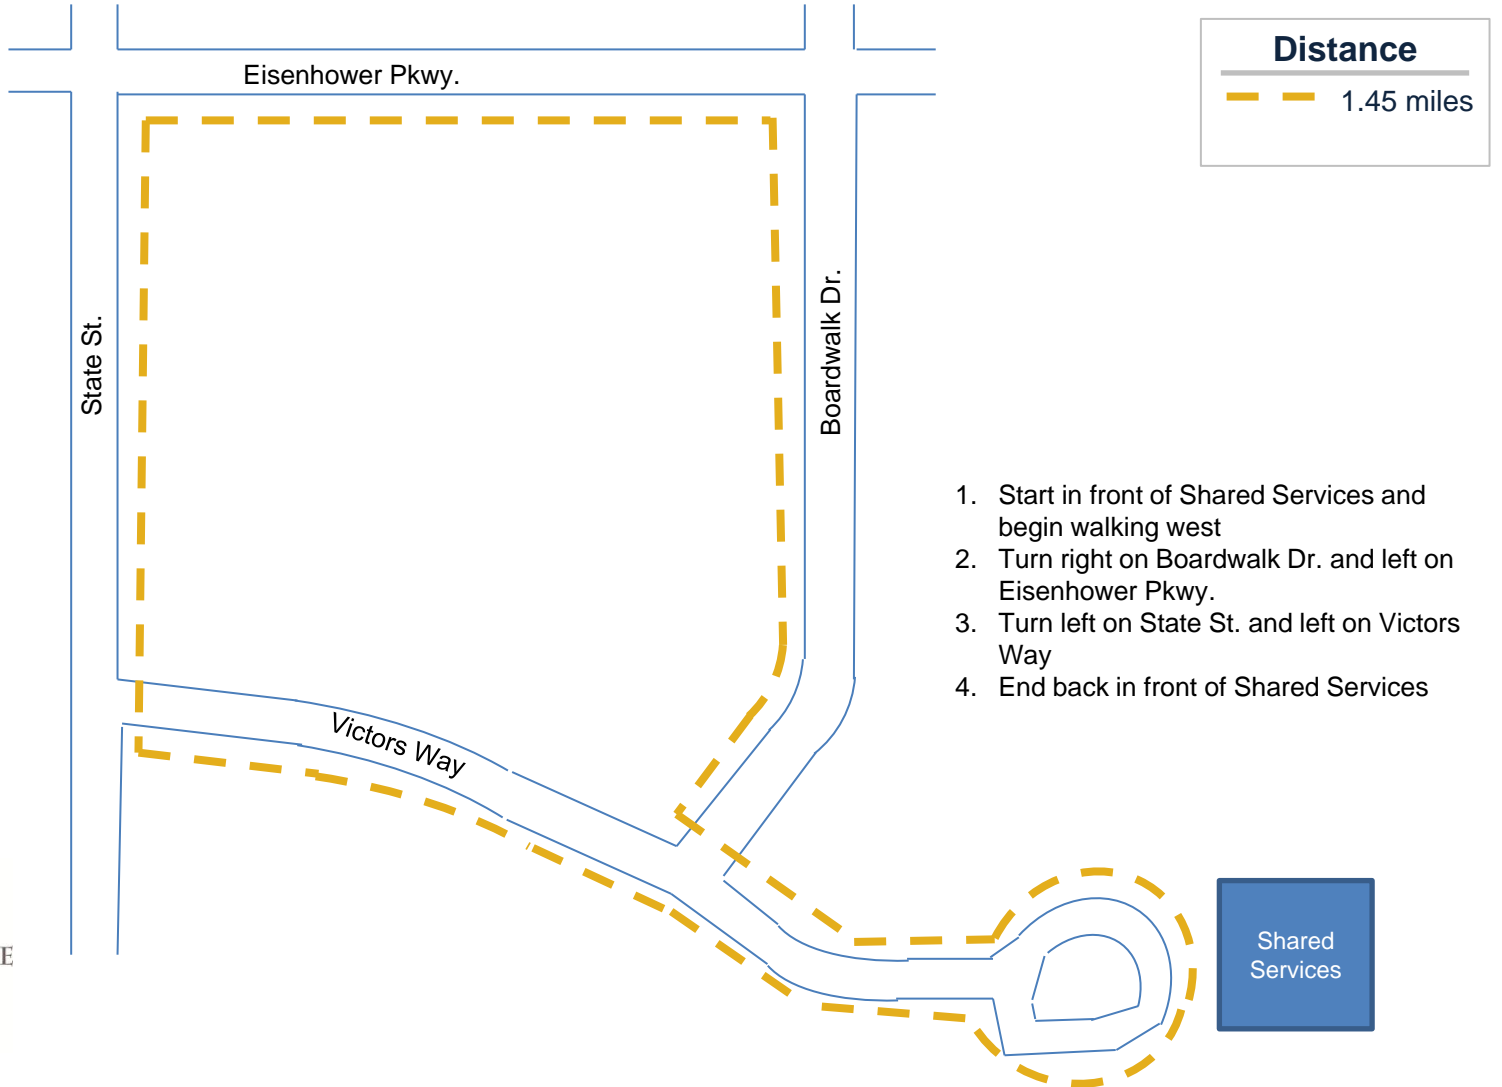 Eisenhower Pkwy.
Distance
1.45 miles
State St.
Boardwalk Dr.
1. Start in front of Shared Services and
begin walking west
2. Turn right on Boardwalk Dr. and left on
Eisenhower Pkwy.
3. Turn left on State St. and left on Victors
Way
4. End back in front of Shared Services
Victors Way
Shared
Services
E